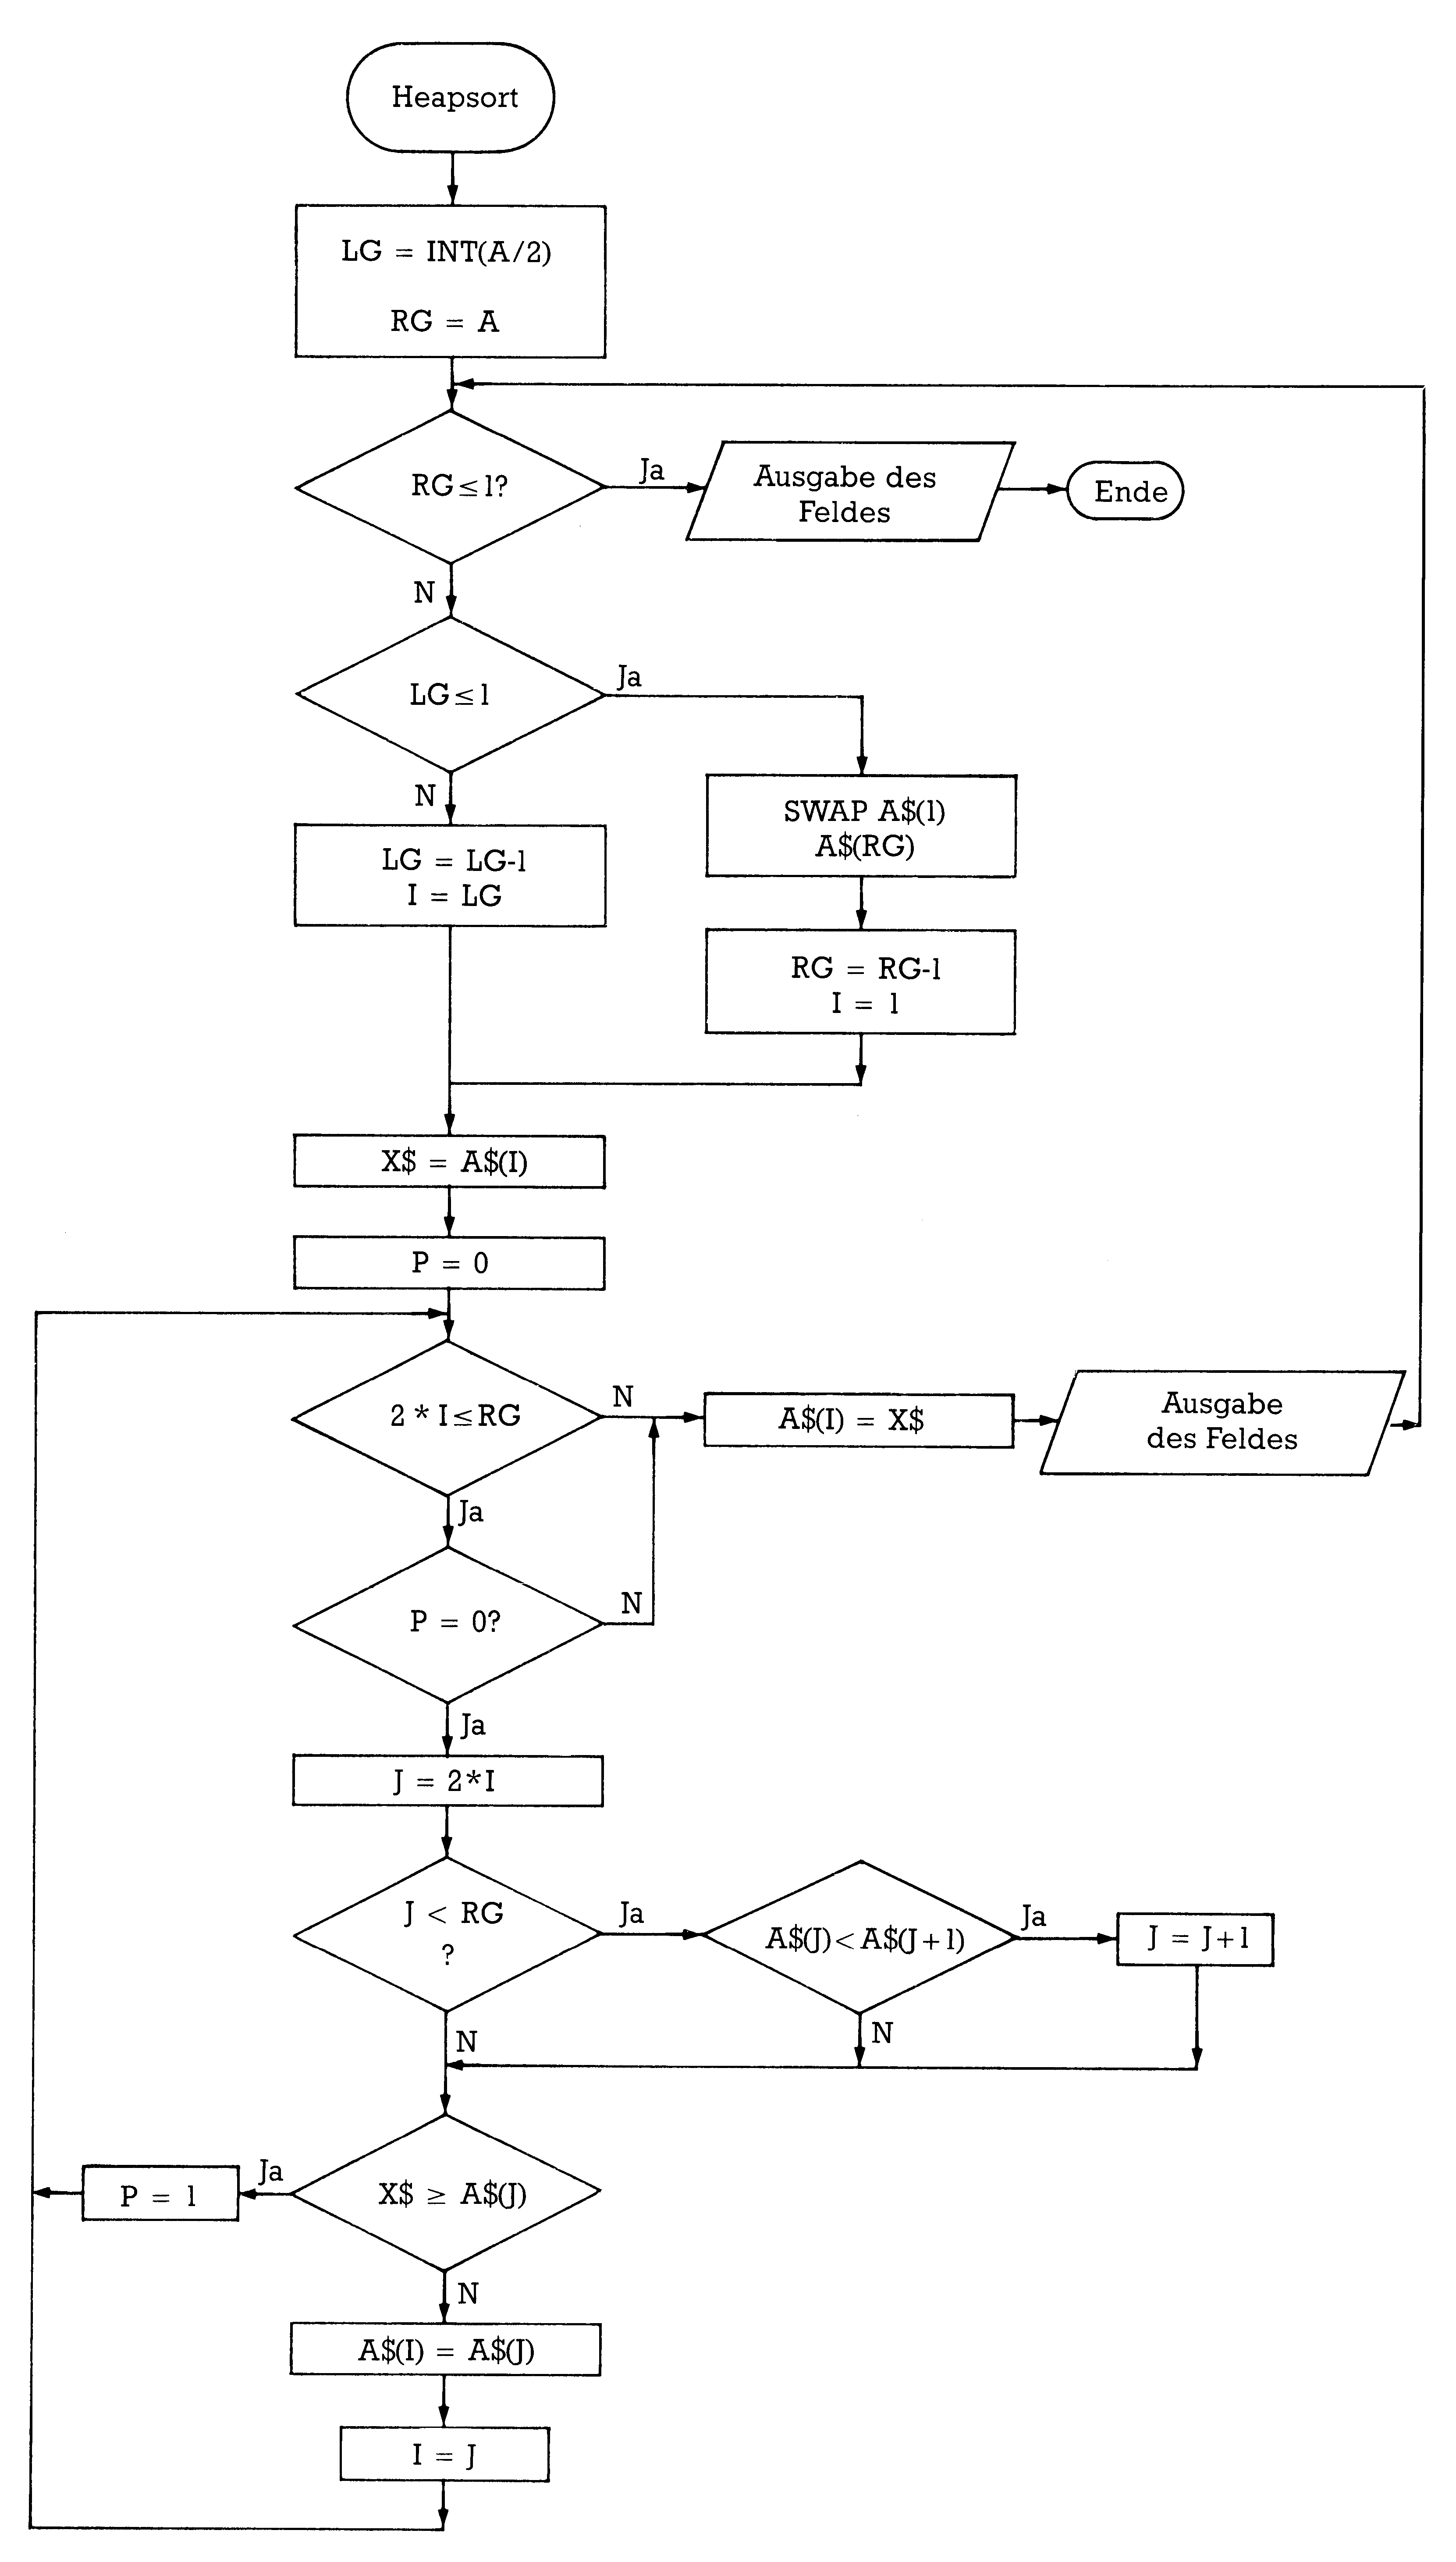 Heapsort
LG = INT(A/2)
RG = A
RG ≤ 1?
Ja
Ausgabe des
Feldes
Ende
N
LG ≤ 1
Ja
N
SWAP A$(1)
A$(RG)
LG = LG-1
I = LG
RG = RG-1
I = 1
X$ = A$(I)
P = 0
2 * I ≤ RG
N
A$(I) = X$
Ausgabe
des Feldes
Ja
P = 0?
N
Ja
J = 2*I
J < RG
?
Ja
A$(J) < A$(J+1)
Ja
J = J+1
N
N
X$ ≥ A$(J)
Ja
P = 1
N
A$(I) = A$(J)
I = J